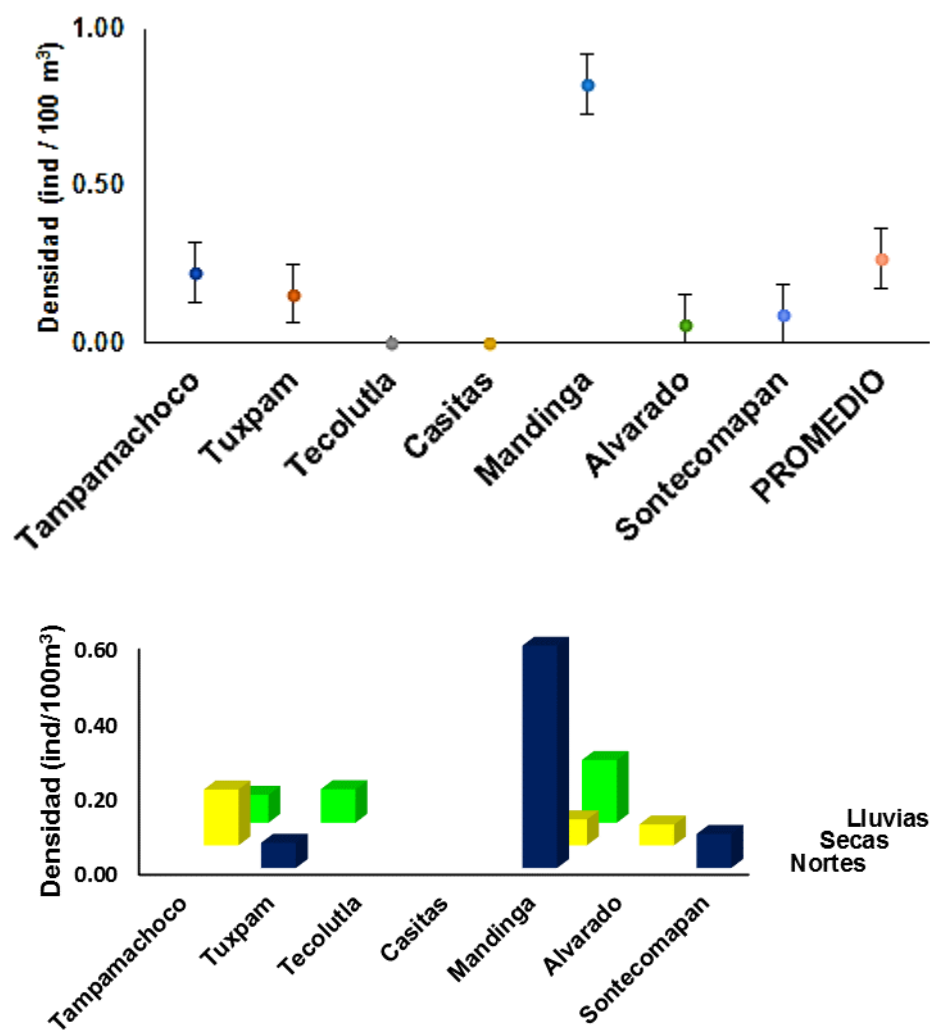 1.00
0.50
0.00
Densidad (ind / 100 m³)
Tampamachoco
Tuxpam
Tecolutla
Casitas
Mandinga
Alvarado
Sontecomapan
PROMEDIO
0.60
0.40
0.20
0.00
Densidad (ind/100m³)
Lluvias
Secas
Nortes
Tampamachoco
Tuxpam
Tecolutla
Casitas
Mandinga
Alvarado
Sontecomapan